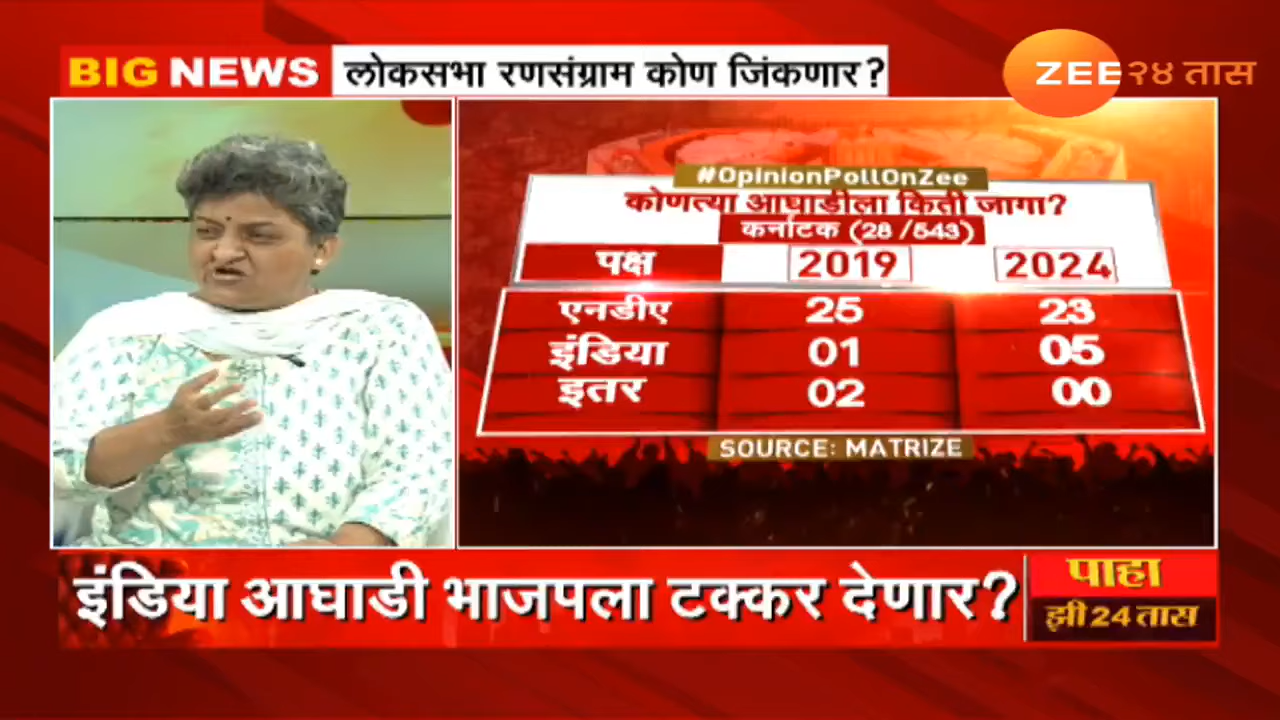 BIG NEWS लोकसभा रणसंग्राम कोण जिंकणार?
ZEE २४ तास
#OpinionPollOnZee
कोणत्या आघाडीला किती जागा?
कर्नाटक (28 /543)
पक्ष 2019 2024
एनडीए 25 23
इंडिया 01 05
इतर 02 00
SOURCE: MATRIZE
इंडिया आघाडी भाजपला टक्कर देणार?
पाहा
झी 24 तास